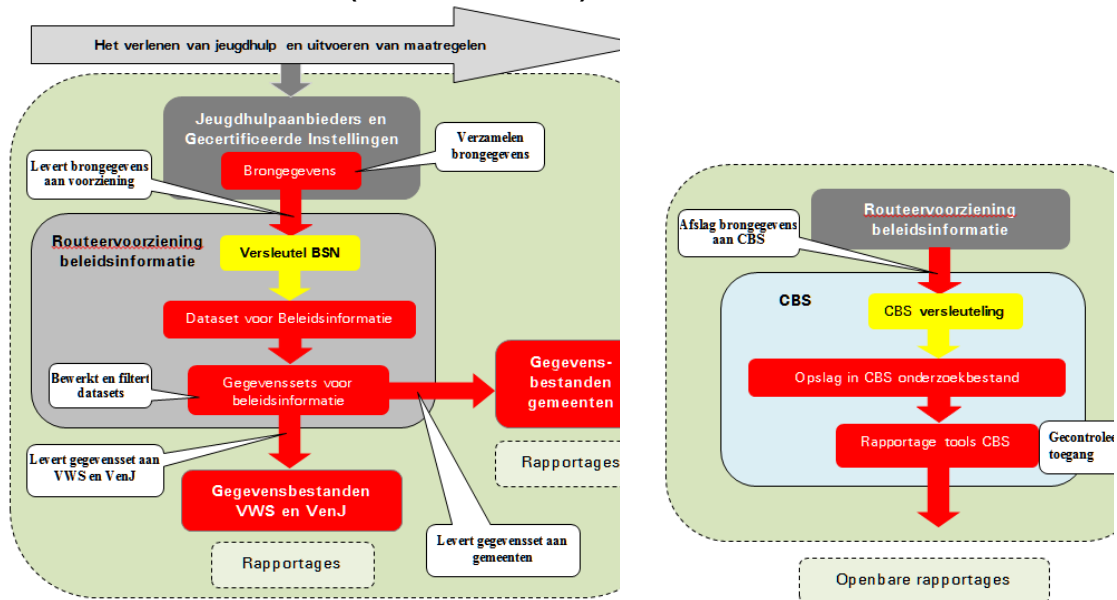 Het verlenen van jeugdhulp en uitvoeren van maatregelen
Jeugdhulpaanbieders en
Gecertificeerde Instellingen
Verzamelen
brongegevens
Levert brongegevens
aan voorziening
Brongegevens
Routeervoorziening
beleidsinformatie
Versleutel BSN
Dataset voor Beleidsinformatie
Bewerkt en filtert
datasets
Gegevenssets voor
beleidsinformatie
Gegevens-
bestanden
gemeenten
Rapportages
Levert gegevensset aan
VWS en VenJ
Gegevensbestanden
VWS en VenJ
Levert gegevensset aan
gemeenten
Rapportages
Routeervoorziening
beleidsinformatie
Afslag brongegevens
aan CBS
CBS
CBS versleuteling
Opslag in CBS onderzoekbestand
Rapportage tools CBS
Gecontrolee
toegang
Openbare rapportages